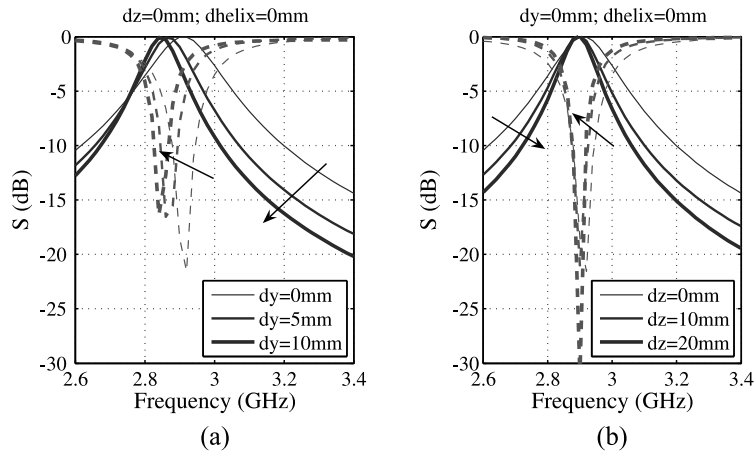 dz=0mm; dhelix=0mm
0
-5
-10
-15
-20
-25
-30
S (dB)
dy=0mm
dy=5mm
dy=10mm
2.6 2.8 3 3.2 3.4
Frequency (GHz)
(a)
dy=0mm; dhelix=0mm
0
-5
-10
-15
-20
-25
-30
S (dB)
dz=0mm
dz=10mm
dz=20mm
2.6 2.8 3 3.2 3.4
Frequency (GHz)
(b)